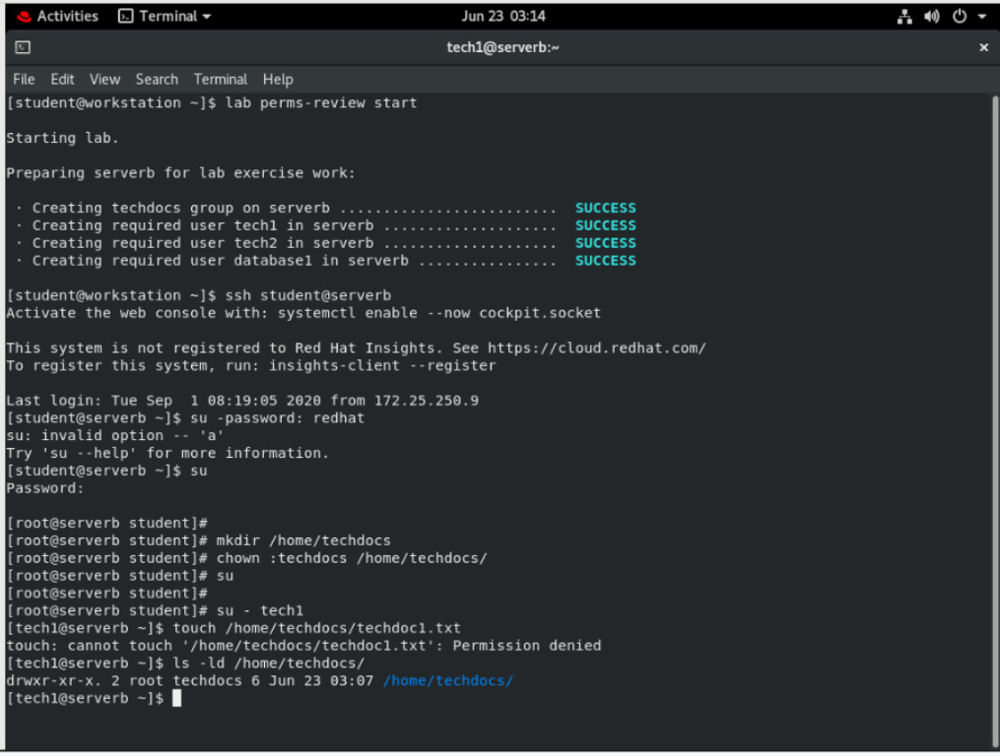 Activities Terminal Jun 23 03:14
tech1@serverb:~ ×
File Edit View Search Terminal Help
[student@workstation ~]$ lab perms-review start
Starting lab.
Preparing serverb for lab exercise work:
· Creating techdocs group on serverb ......................... SUCCESS
· Creating required user tech1 in serverb .................... SUCCESS
· Creating required user tech2 in serverb .................... SUCCESS
· Creating required user database1 in serverb ................ SUCCESS
[student@workstation ~]$ ssh student@serverb
Activate the web console with: systemctl enable --now cockpit.socket
This system is not registered to Red Hat Insights. See https://cloud.redhat.com/
To register this system, run: insights-client --register
Last login: Tue Sep  1 08:19:05 2020 from 172.25.250.9
[student@serverb ~]$ su -password: redhat
su: invalid option -- 'a'
Try 'su --help' for more information.
[student@serverb ~]$ su
Password:
[root@serverb student]#
[root@serverb student]# mkdir /home/techdocs
[root@serverb student]# chown :techdocs /home/techdocs/
[root@serverb student]# su
[root@serverb student]#
[root@serverb student]# su - tech1
[tech1@serverb ~]$ touch /home/techdocs/techdoc1.txt
touch: cannot touch '/home/techdocs/techdoc1.txt': Permission denied
[tech1@serverb ~]$ ls -ld /home/techdocs/
drwxr-xr-x. 2 root techdocs 6 Jun 23 03:07 /home/techdocs/
[tech1@serverb ~]$